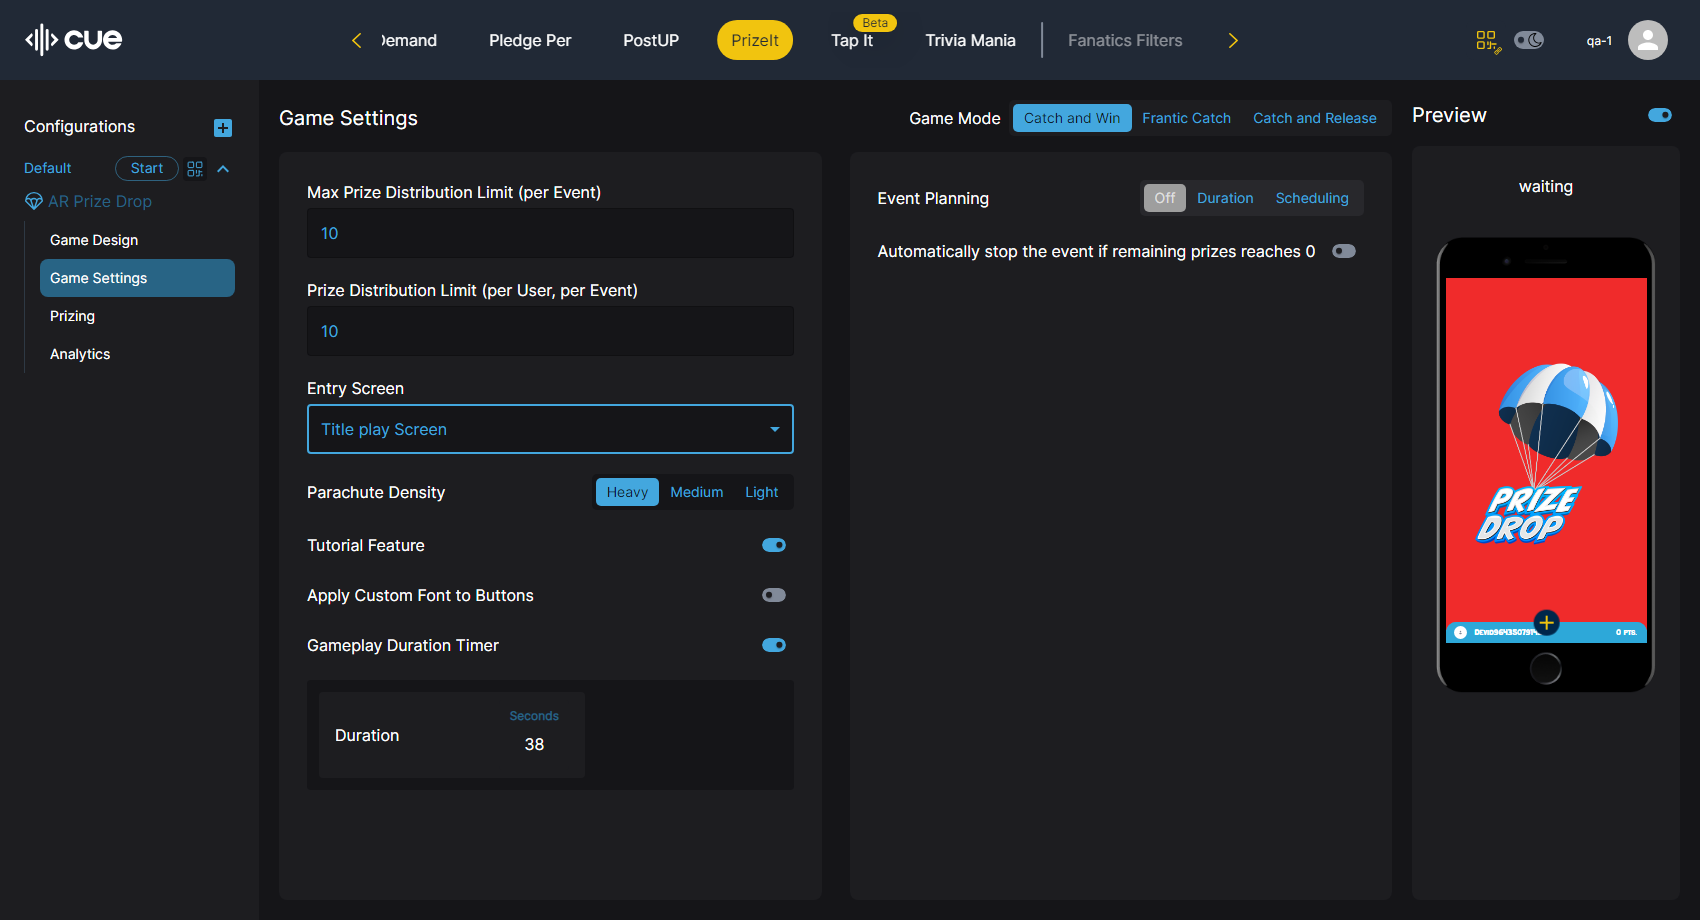 cue
Demand
Pledge Per
PostUP
PrizeIt
Beta
Tap It
Trivia Mania
Fanatics Filters
qa-1
Configurations
Default
Start
AR Prize Drop
Game Design
Game Settings
Prizing
Analytics
Game Settings
Game Mode
Catch and Win
Frantic Catch
Catch and Release
Max Prize Distribution Limit (per Event)
10
Prize Distribution Limit (per User, per Event)
10
Entry Screen
Title play Screen
Parachute Density
Heavy
Medium
Light
Tutorial Feature
Apply Custom Font to Buttons
Gameplay Duration Timer
Duration
Seconds
38
Event Planning
Off
Duration
Scheduling
Automatically stop the event if remaining prizes reaches 0
Preview
waiting
PRIZE
DROP
0 PTS.